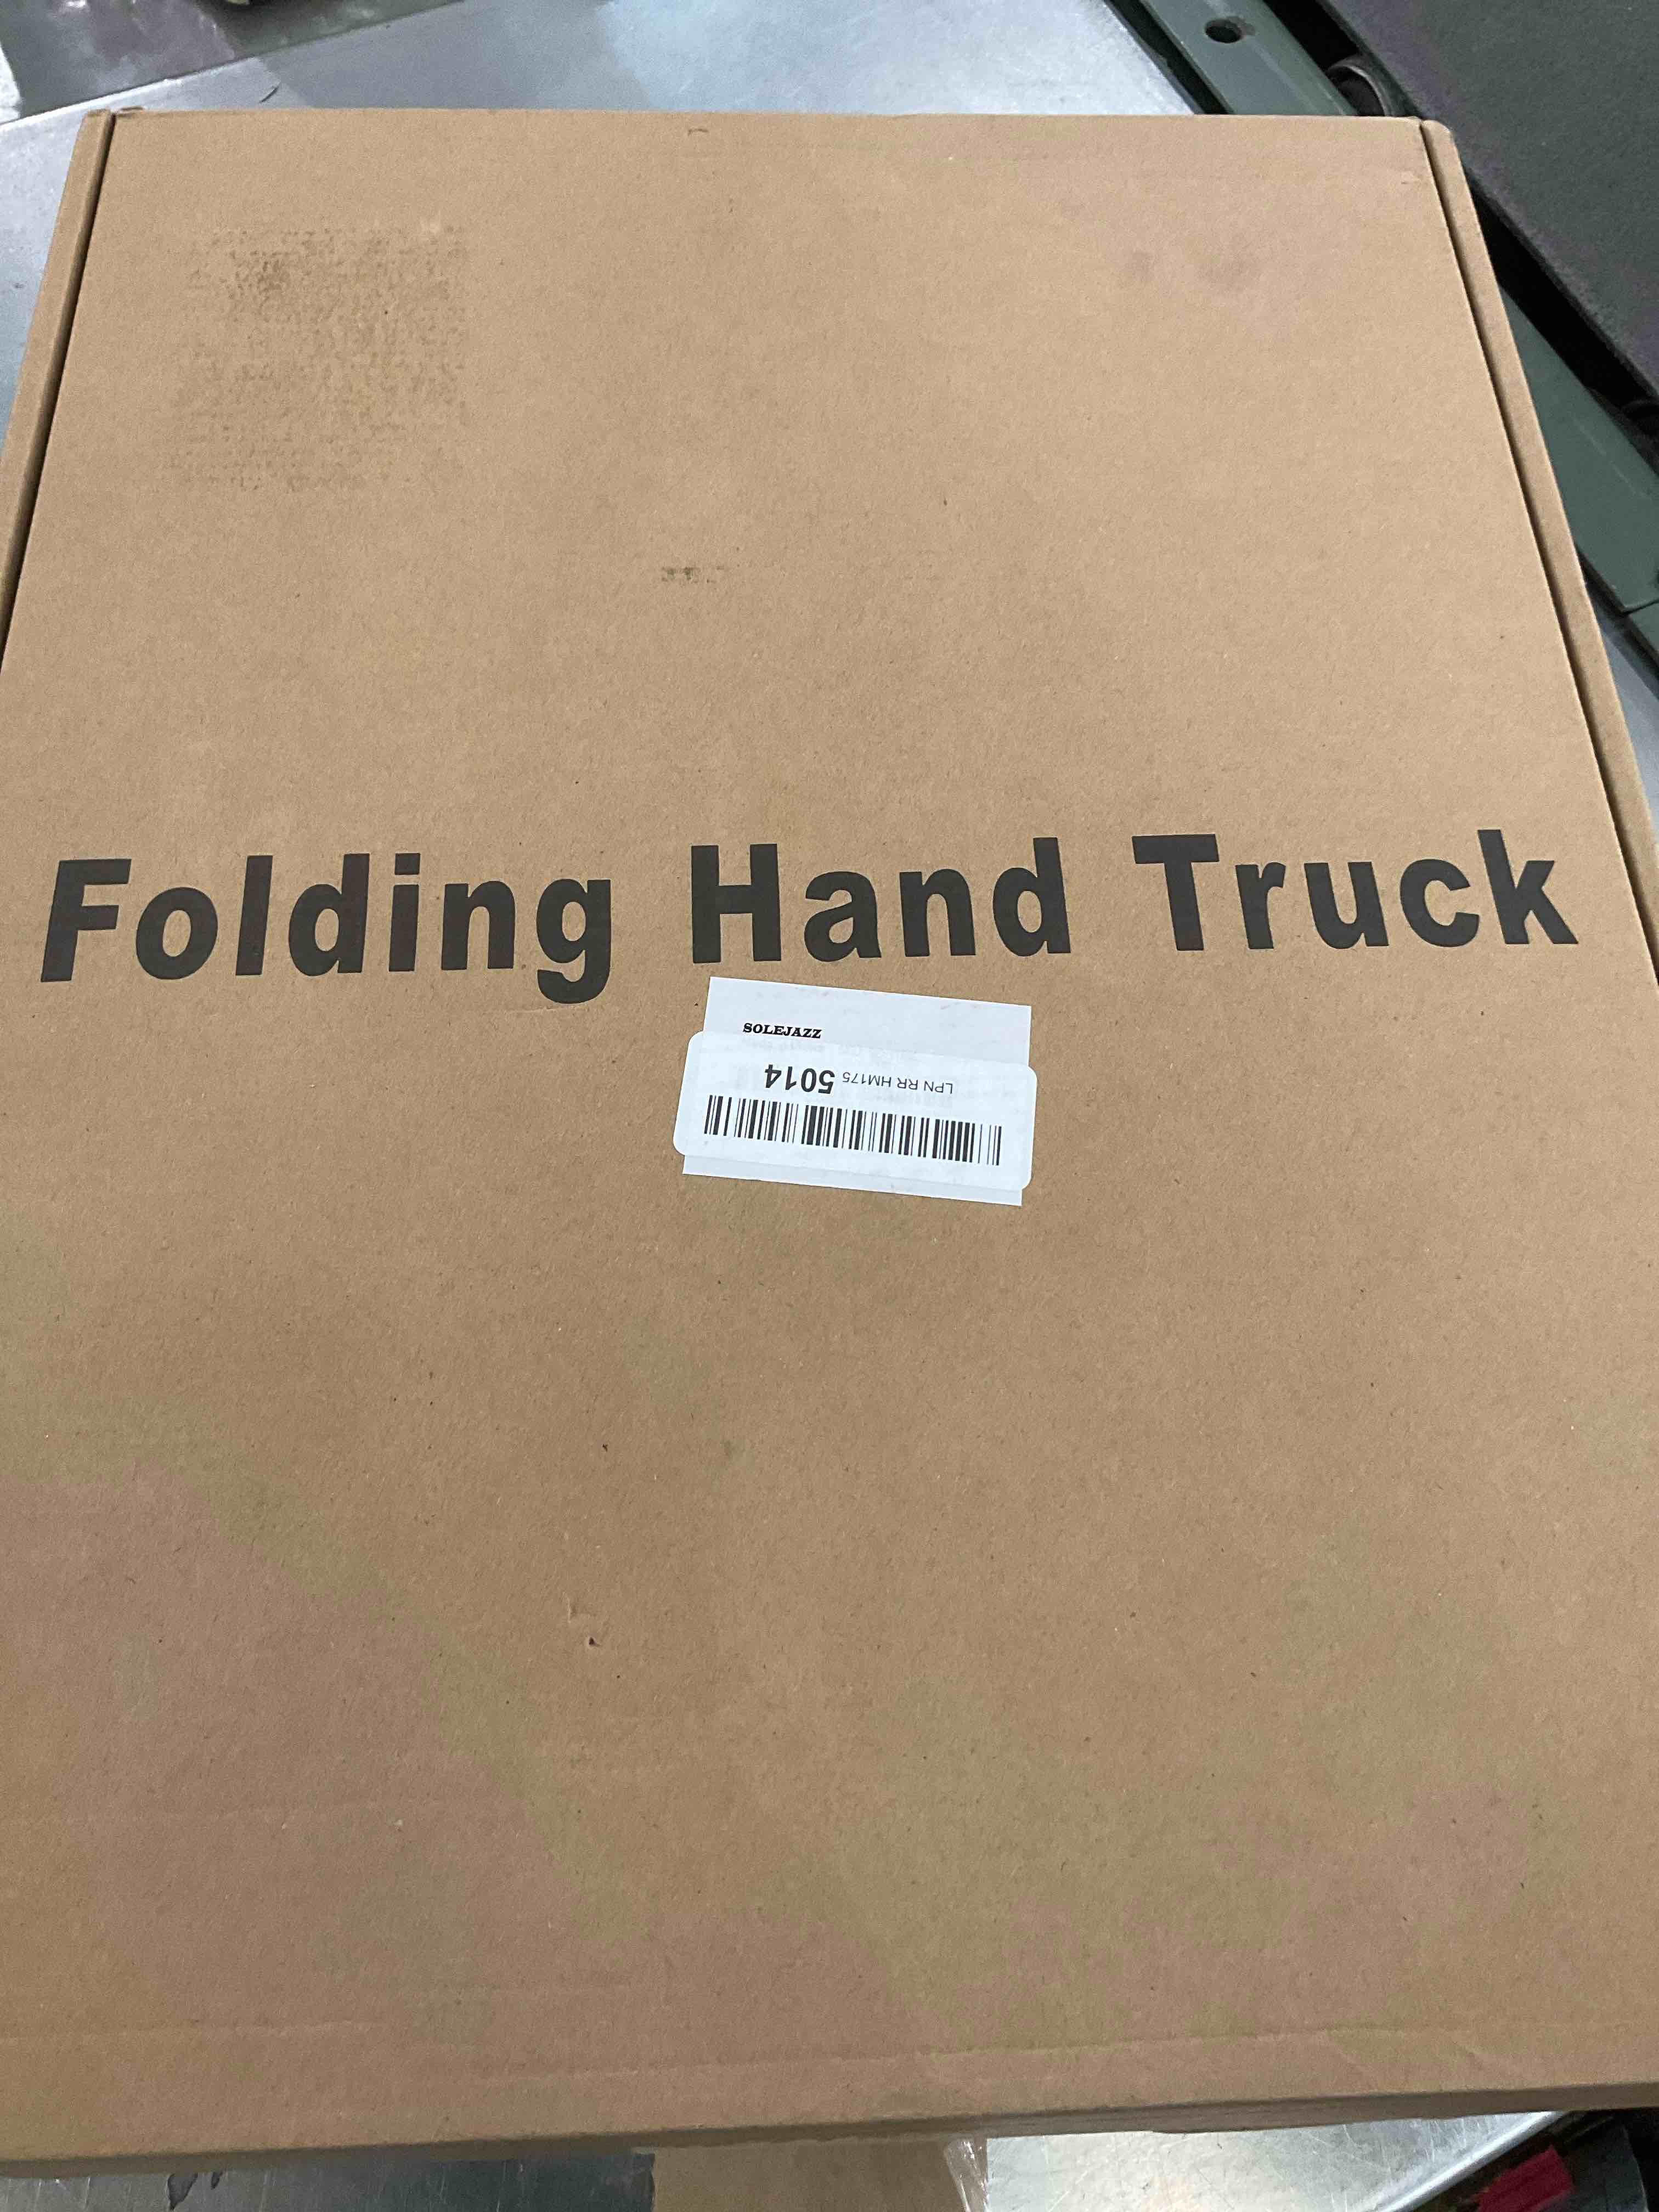 Folding Hand Truck
SOLEJAZZ
LPN RR HM175 5014